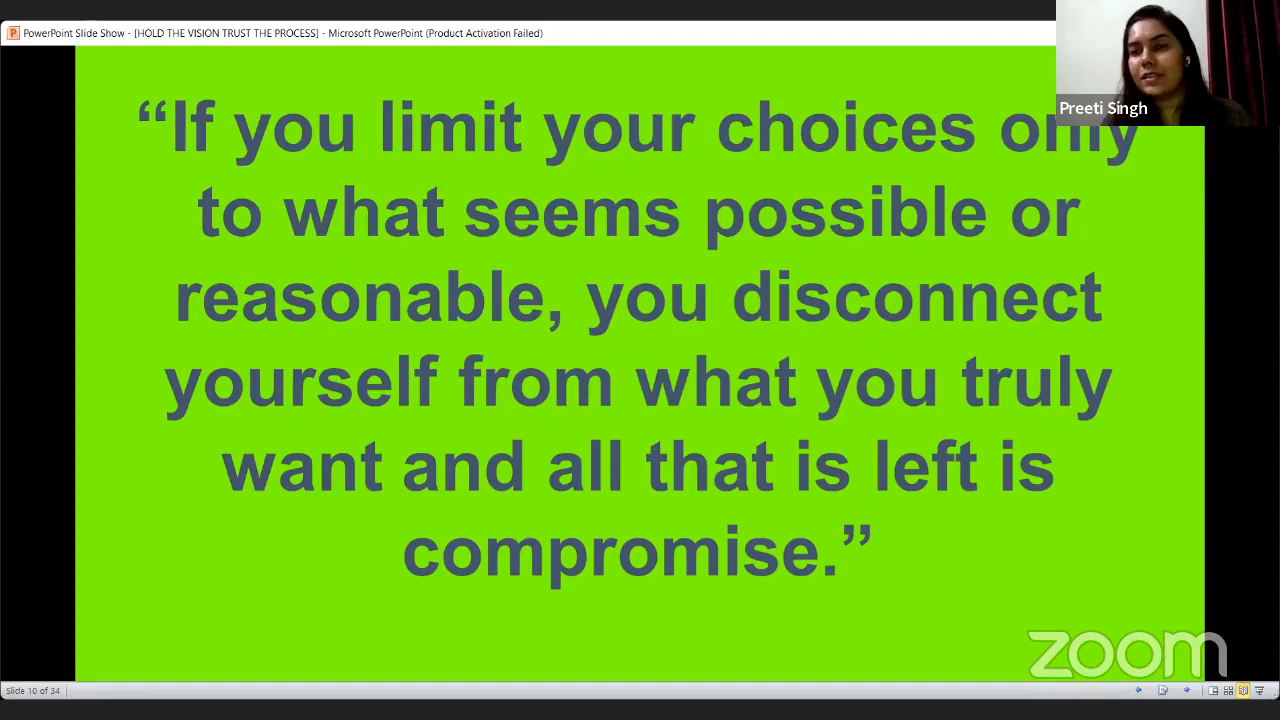 PowerPoint Slide Show - [HOLD THE VISION TRUST THE PROCESS] - Microsoft PowerPoint (Product Activation Failed)
Preeti Singh
“If you limit your choices only
to what seems possible or
reasonable, you disconnect
yourself from what you truly
want and all that is left is
compromise.”
zoom
Slide 10 of 34